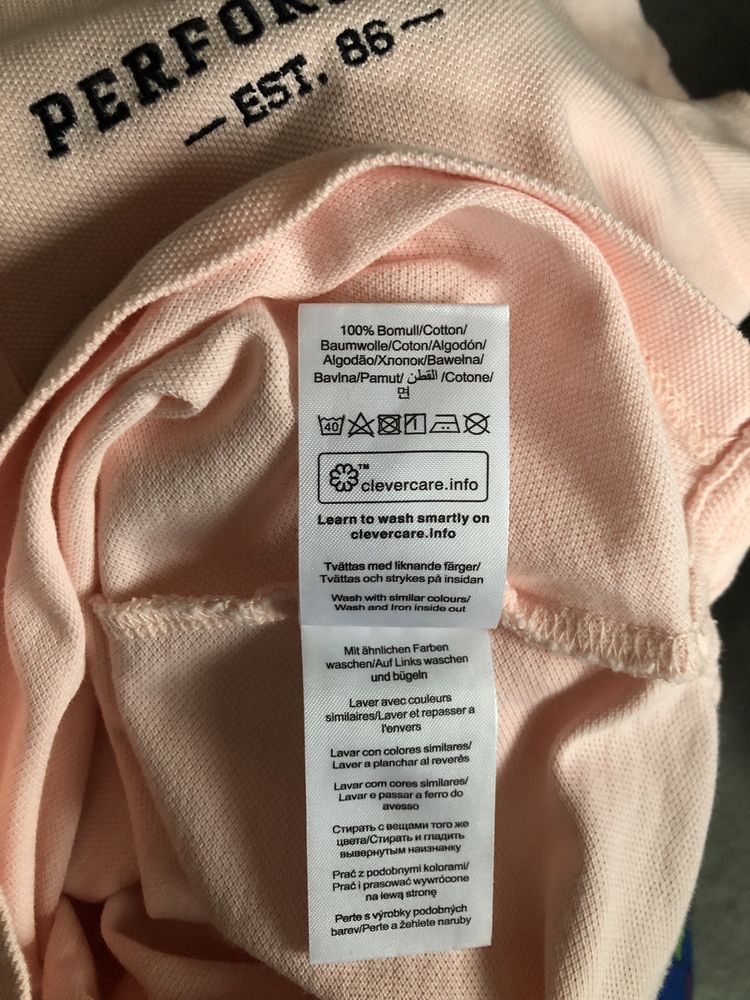 PERFOR
— EST. 86 —
100% Bomull/Cotton/
Baumwolle/Coton/Algodón/
Algodão/Хлопок/Bawełna/
Bavlna/Pamut/ القطن /Cotone/
면
40
clevercare.info
Learn to wash smartly on
clevercare.info
Tvättas med liknande färger/
Tvättas och strykes på insidan
Wash with similar colours/
Wash and Iron inside out
Mit ähnlichen Farben
waschen/Auf Links waschen
und bügeln
Laver avec couleurs
similaires/Laver et repasser a
l'envers
Lavar con colores similares/
Laver a planchar al reverés
Lavar com cores similares/
Lavar e passar a ferro do
avesso
Стирать с вещами того же
цвета/Стирать и гладить
вывернутым наизнанку
Prać z podobnymi kolorami/
Prać i prasować wywrócone
na lewą stronę
Perte s výrobky podobných
barev/Perte a žehlete naruby